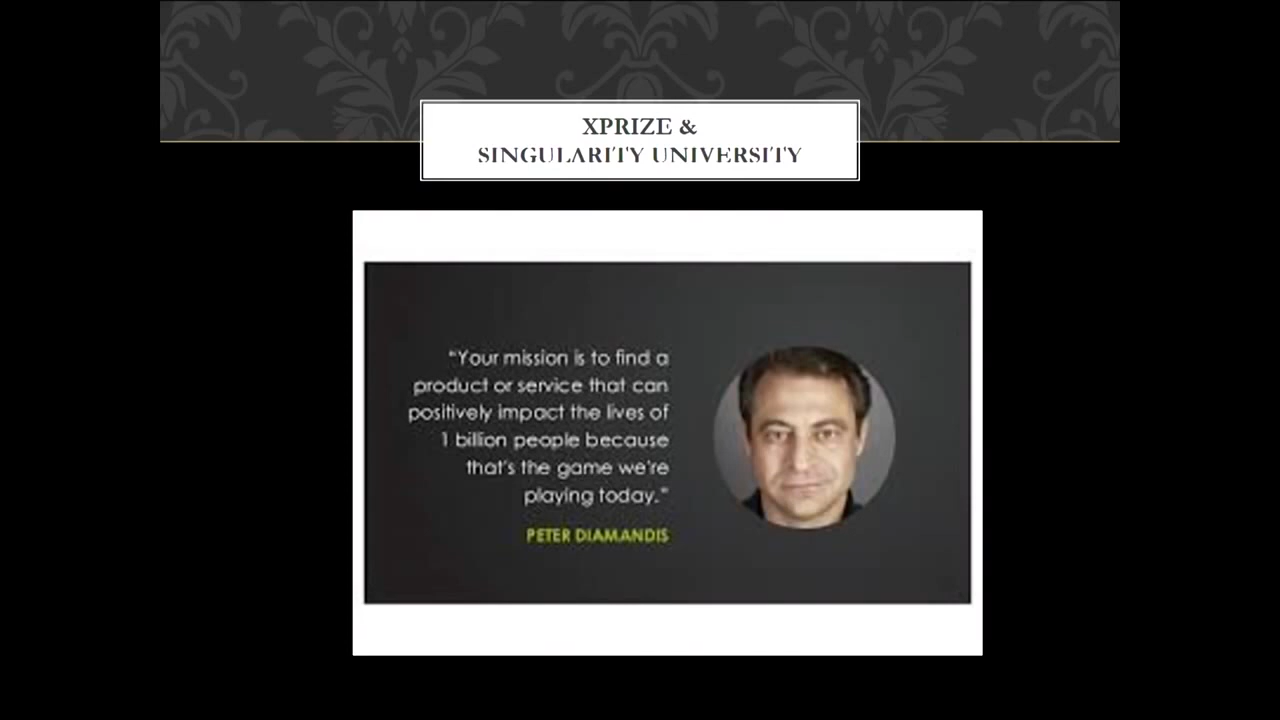 XPRIZE &
SINGULARITY UNIVERSITY
"Your mission is to find a
product or service that can
positively impact the lives of
1 billion people because
that's the game we're
playing today."
PETER DIAMANDIS